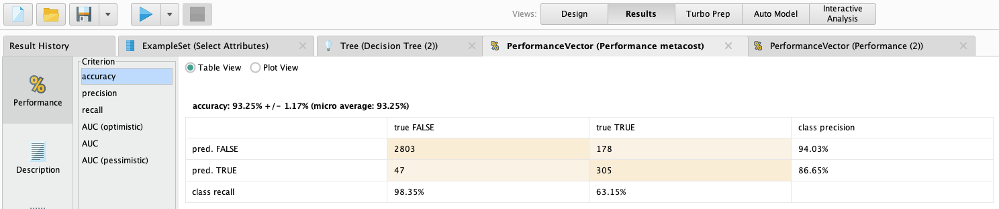 Views: Design Results Turbo Prep Auto Model Interactive Analysis
Result History ExampleSet (Select Attributes) Tree (Decision Tree (2)) PerformanceVector (Performance metacost) PerformanceVector (Performance (2))
% Performance
Description
Criterion
accuracy
precision
recall
AUC (optimistic)
AUC
AUC (pessimistic)
Table View Plot View
accuracy: 93.25% +/- 1.17% (micro average: 93.25%)
true FALSE true TRUE class precision
pred. FALSE 2803 178 94.03%
pred. TRUE 47 305 86.65%
class recall 98.35% 63.15%